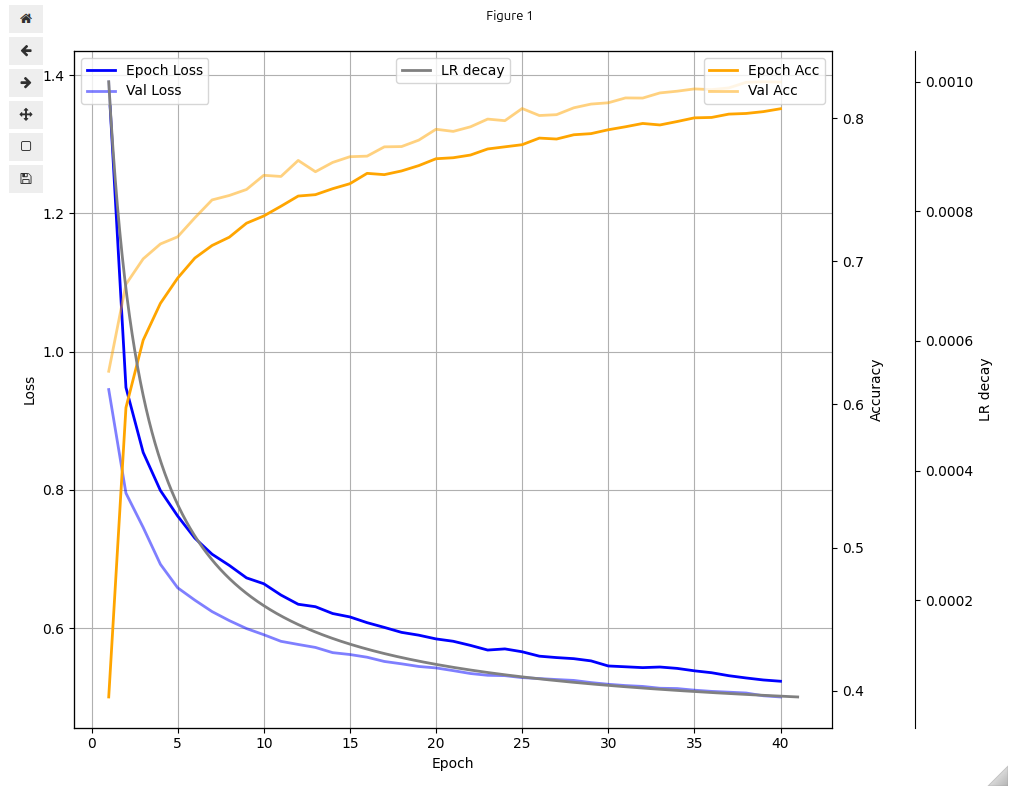 Figure 1
Epoch Loss
Val Loss
LR decay
Epoch Acc
Val Acc
1.4
1.2
1.0
0.8
0.6
Loss
0 5 10 15 20 25 30 35 40
Epoch
0.8
0.7
0.6
0.5
0.4
Accuracy
0.0010
0.0008
0.0006
0.0004
0.0002
LR decay